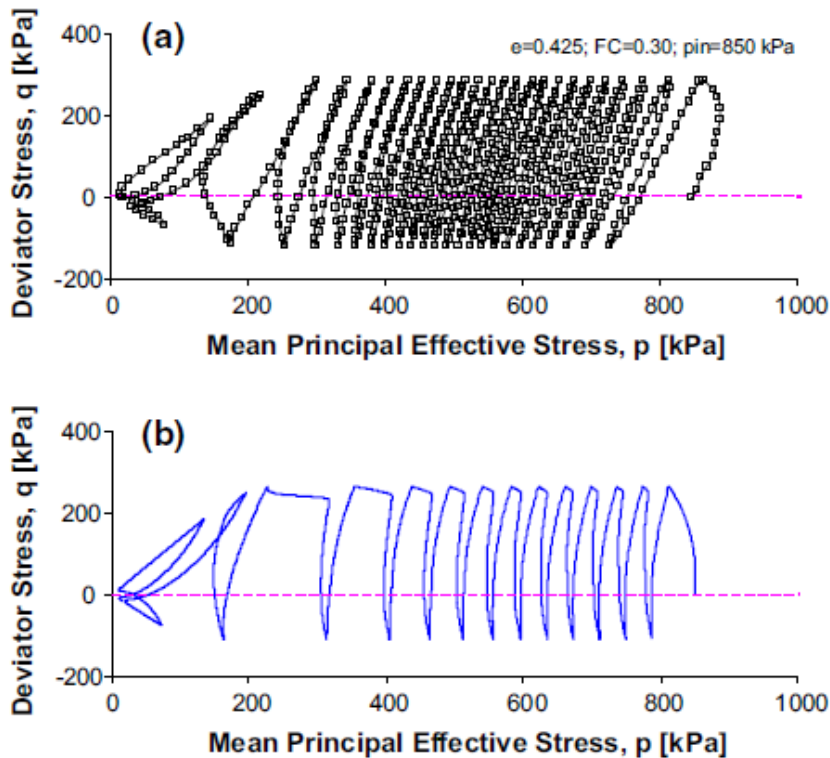 (a)
e=0.425; FC=0.30; pin=850 kPa
Deviator Stress, q [kPa]
400
200
0
-200
0 200 400 600 800 1000
Mean Principal Effective Stress, p [kPa]
(b)
Deviator Stress, q [kPa]
400
200
0
-200
0 200 400 600 800 1000
Mean Principal Effective Stress, p [kPa]